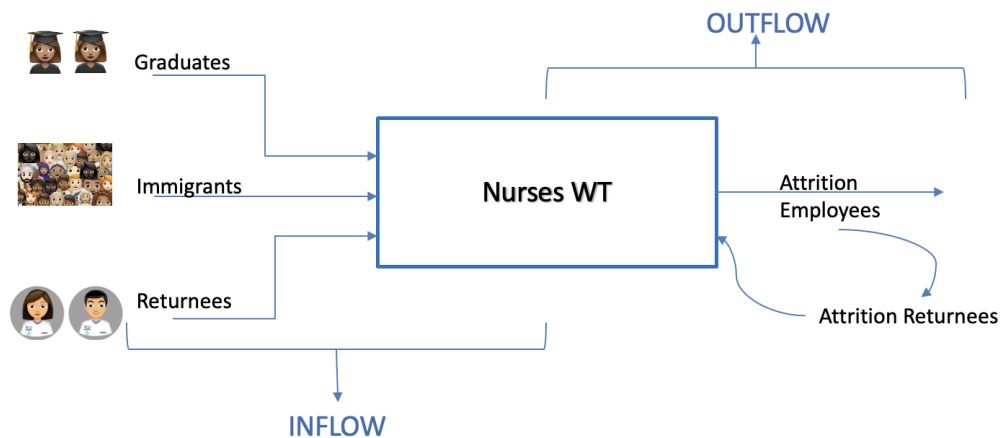 OUTFLOW
Graduates
Immigrants
Nurses WT
Attrition
Employees
Returnees
Attrition Returnees
INFLOW